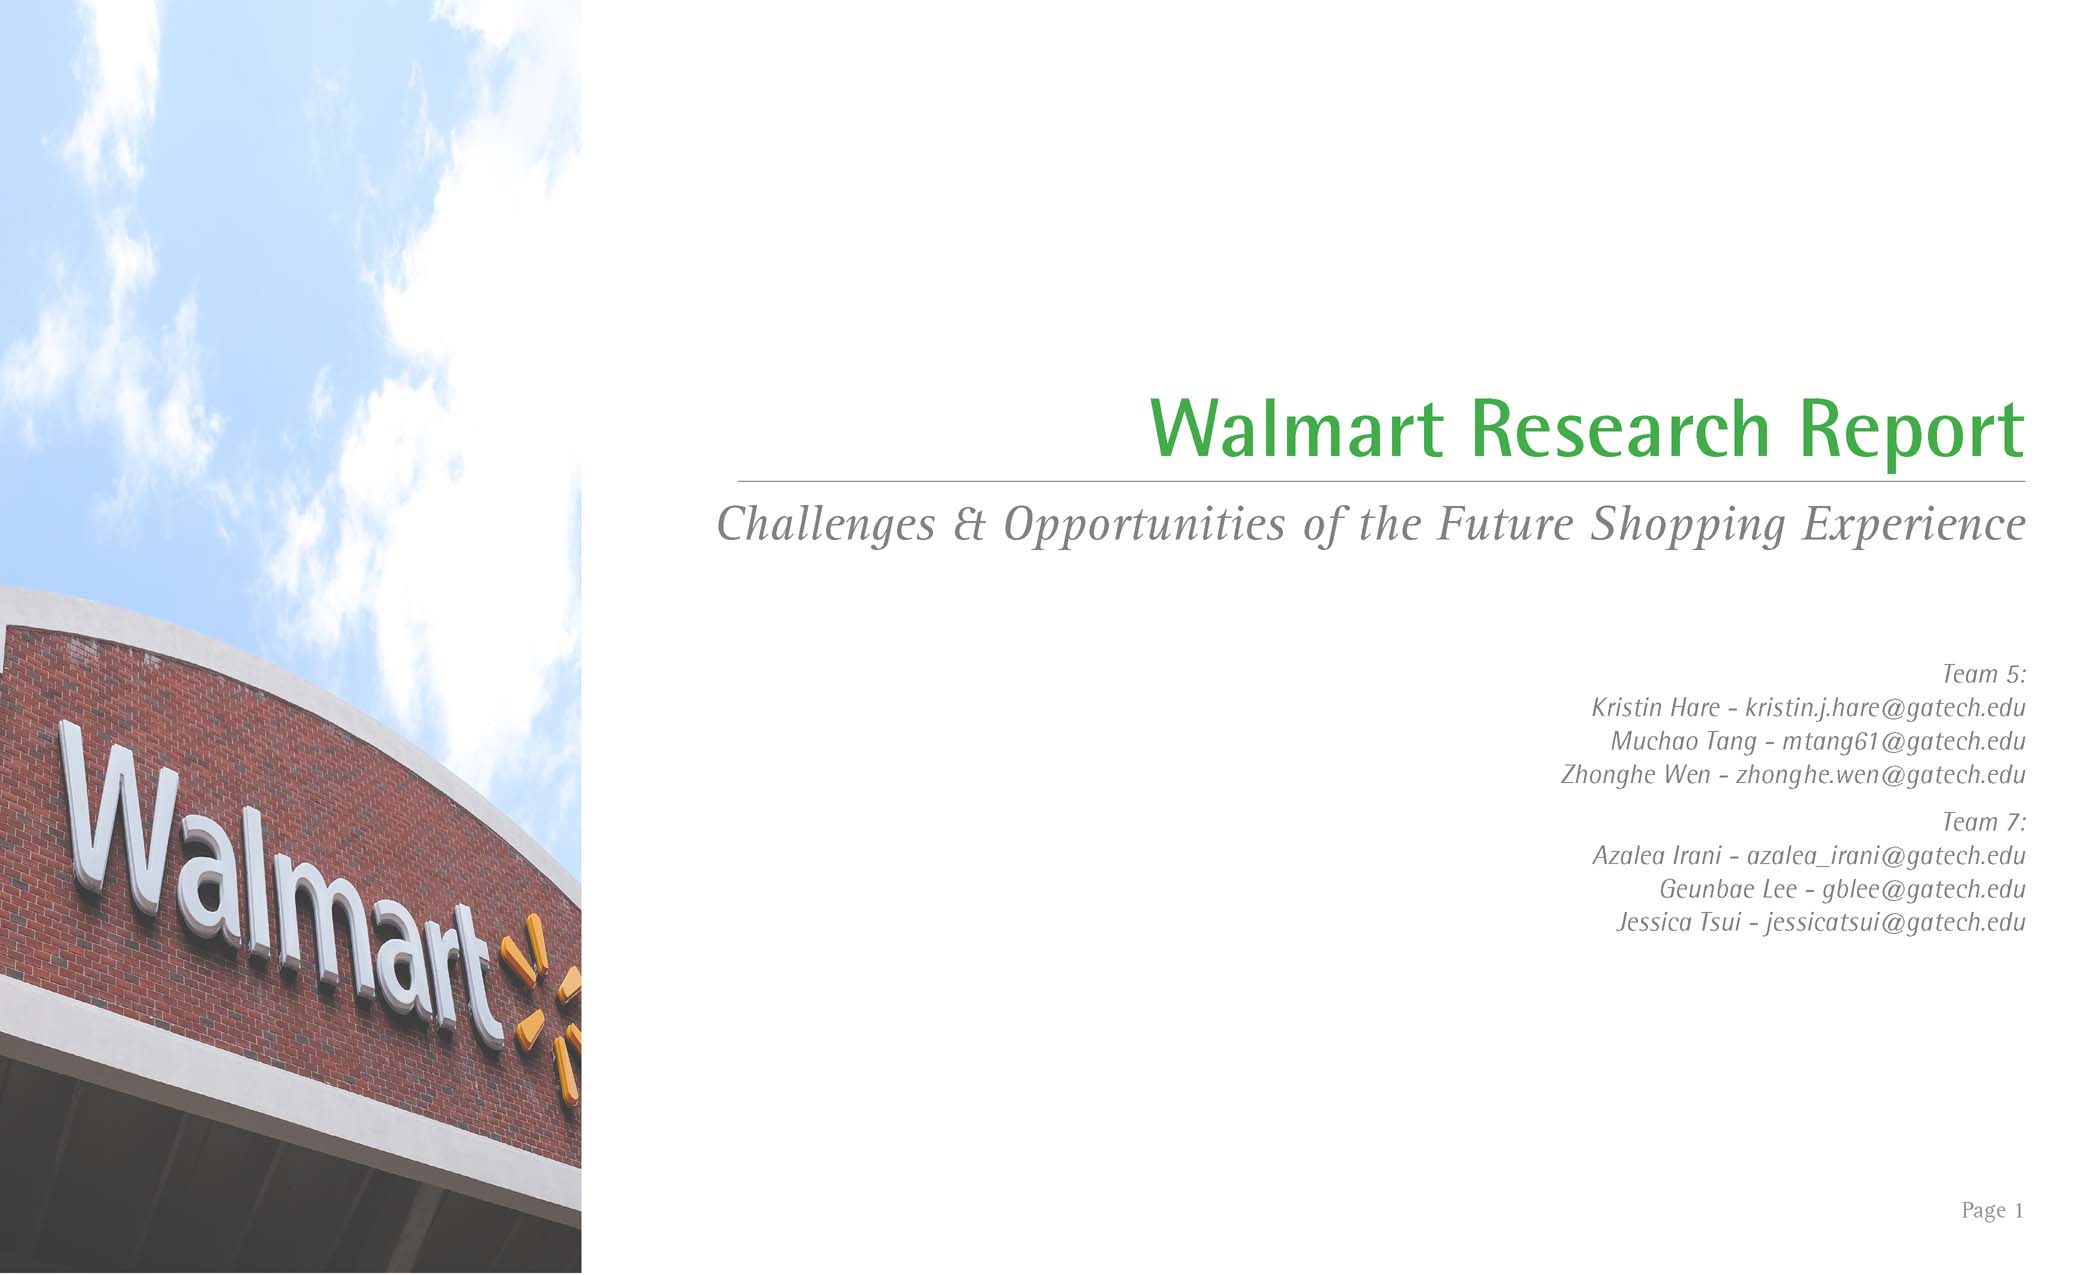 Walmart
Walmart Research Report
Challenges & Opportunities of the Future Shopping Experience
Team 5:
Kristin Hare - kristin.j.hare@gatech.edu
Muchao Tang - mtang61@gatech.edu
Zhonghe Wen - zhonghe.wen@gatech.edu
Team 7:
Azalea Irani - azalea_irani@gatech.edu
Geunbae Lee - gblee@gatech.edu
Jessica Tsui - jessicatsui@gatech.edu
Page 1